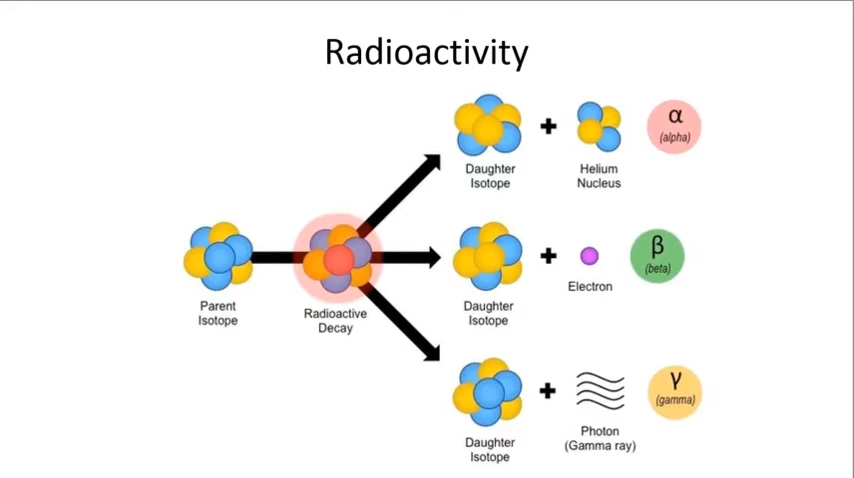 Radioactivity
α
(alpha)
Daughter
Isotope
Helium
Nucleus
Parent
Isotope
Radioactive
Decay
β
(beta)
Daughter
Isotope
Electron
γ
(gamma)
Daughter
Isotope
Photon
(Gamma ray)